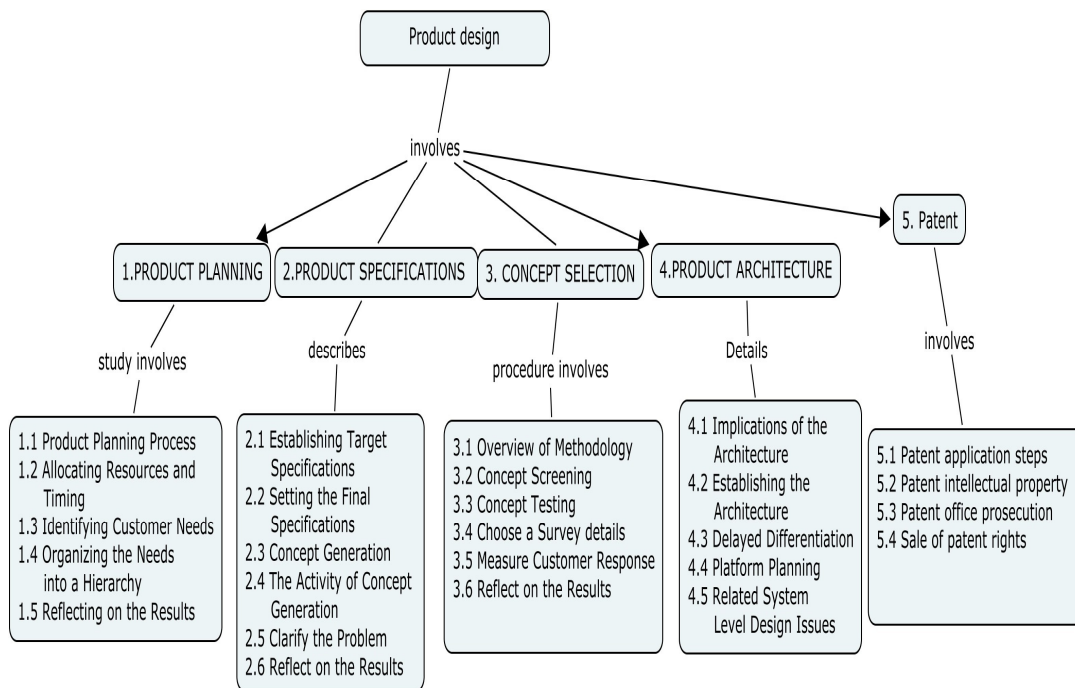 Product design
involves
5. Patent
1.PRODUCT PLANNING
2.PRODUCT SPECIFICATIONS
3. CONCEPT SELECTION
4.PRODUCT ARCHITECTURE
study involves
describes
procedure involves
Details
involves
1.1 Product Planning Process
1.2 Allocating Resources and
Timing
1.3 Identifying Customer Needs
1.4 Organizing the Needs
into a Hierarchy
1.5 Reflecting on the Results
2.1 Establishing Target
Specifications
2.2 Setting the Final
Specifications
2.3 Concept Generation
2.4 The Activity of Concept
Generation
2.5 Clarify the Problem
2.6 Reflect on the Results
3.1 Overview of Methodology
3.2 Concept Screening
3.3 Concept Testing
3.4 Choose a Survey details
3.5 Measure Customer Response
3.6 Reflect on the Results
4.1 Implications of the
Architecture
4.2 Establishing the
Architecture
4.3 Delayed Differentiation
4.4 Platform Planning
4.5 Related System
Level Design Issues
5.1 Patent application steps
5.2 Patent intellectual property
5.3 Patent office prosecution
5.4 Sale of patent rights